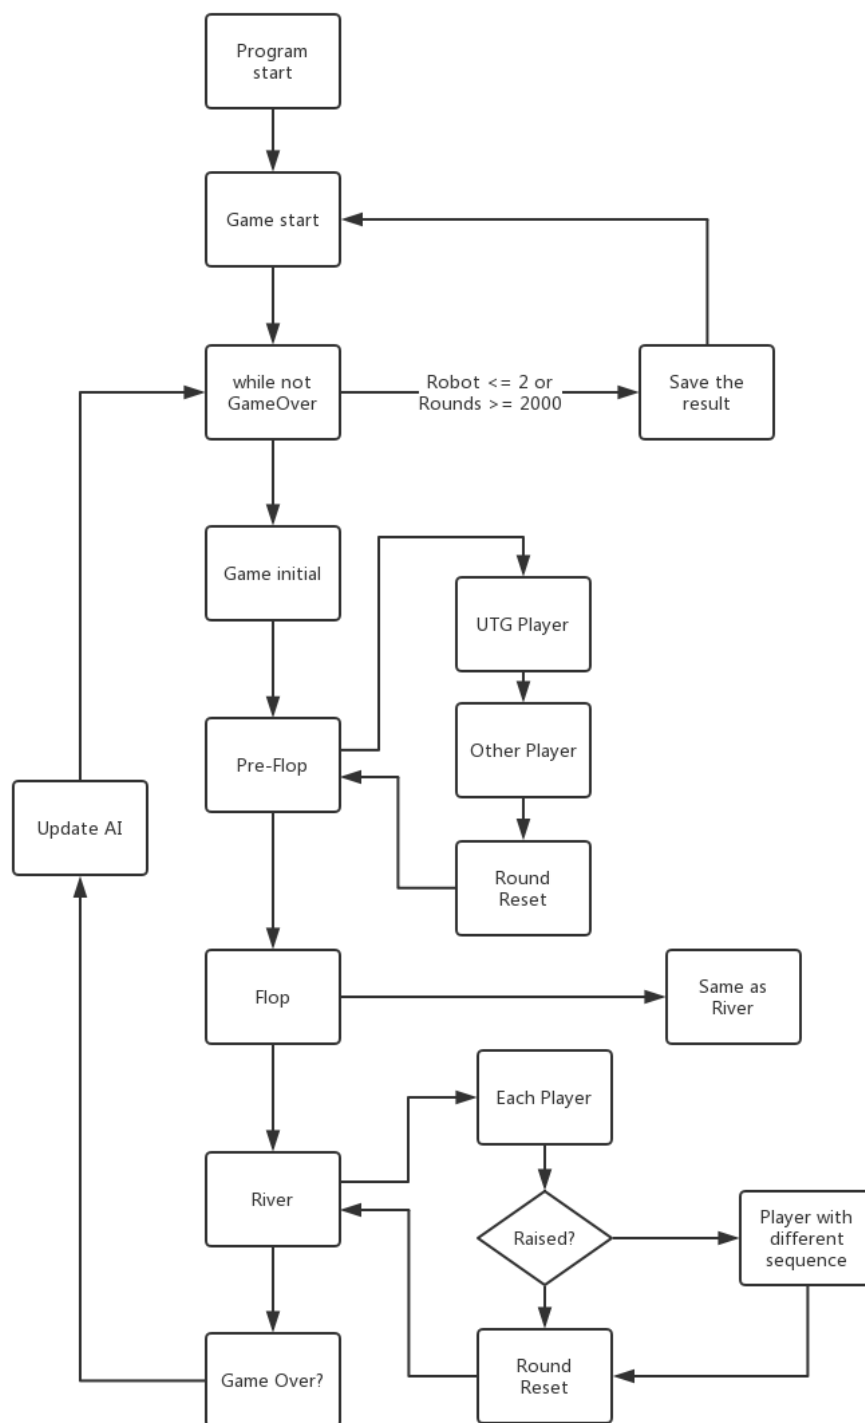 Program
start
Game start
while not
GameOver
Robot <= 2 or
Rounds >= 2000
Save the
result
Game initial
UTG Player
Pre-Flop
Other Player
Update AI
Round
Reset
Flop
Same as
River
Each Player
River
Raised?
Player with
different
sequence
Game Over?
Round
Reset